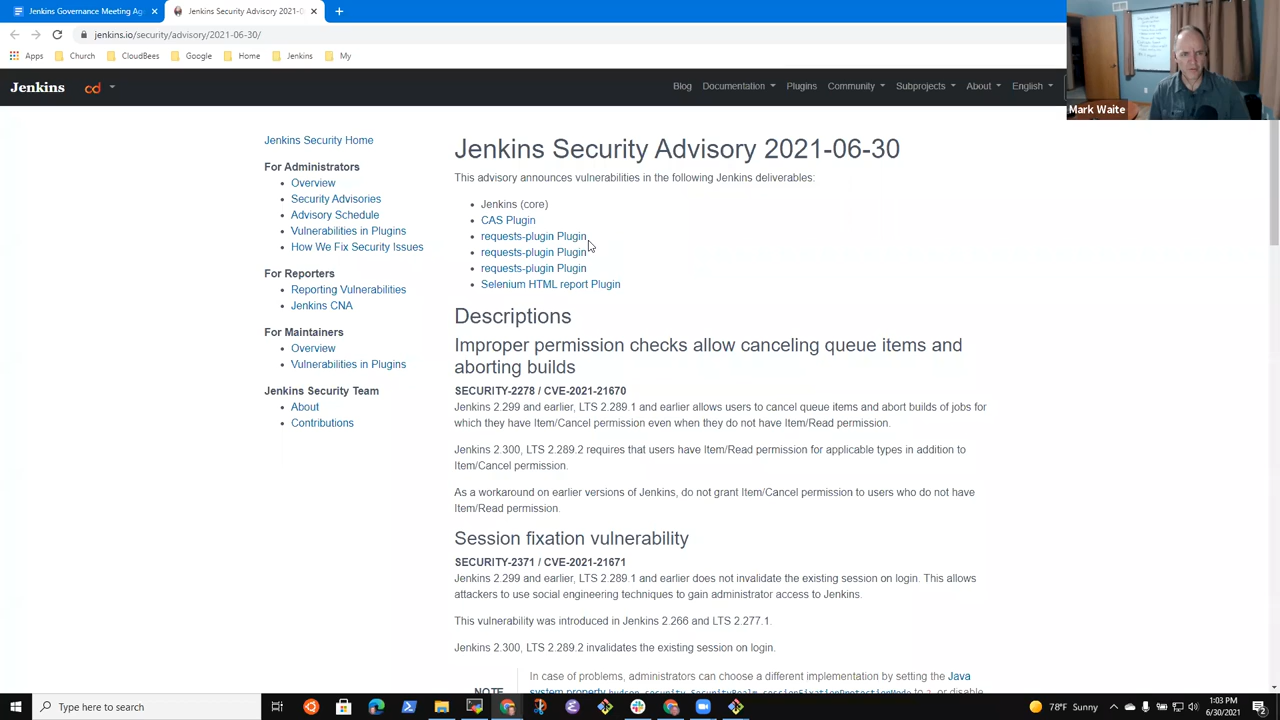 Jenkins Governance Meeting Age
Jenkins Security Advisory 2021-0
jenkins.io/security/advisory/2021-06-30/
Apps
Church
CloudBees
Google
Home
Jenkins
My
Jenkins
cd
Blog
Documentation
Plugins
Community
Subprojects
About
English
Mark Waite
Jenkins Security Home
For Administrators
Overview
Security Advisories
Advisory Schedule
Vulnerabilities in Plugins
How We Fix Security Issues
For Reporters
Reporting Vulnerabilities
Jenkins CNA
For Maintainers
Overview
Vulnerabilities in Plugins
Jenkins Security Team
About
Contributions
Jenkins Security Advisory 2021-06-30
This advisory announces vulnerabilities in the following Jenkins deliverables:
Jenkins (core)
CAS Plugin
requests-plugin Plugin
requests-plugin Plugin
requests-plugin Plugin
Selenium HTML report Plugin
Descriptions
Improper permission checks allow canceling queue items and
aborting builds
SECURITY-2278 / CVE-2021-21670
Jenkins 2.299 and earlier, LTS 2.289.1 and earlier allows users to cancel queue items and abort builds of jobs for
which they have Item/Cancel permission even when they do not have Item/Read permission.
Jenkins 2.300, LTS 2.289.2 requires that users have Item/Read permission for applicable types in addition to
Item/Cancel permission.
As a workaround on earlier versions of Jenkins, do not grant Item/Cancel permission to users who do not have
Item/Read permission.
Session fixation vulnerability
SECURITY-2371 / CVE-2021-21671
Jenkins 2.299 and earlier, LTS 2.289.1 and earlier does not invalidate the existing session on login. This allows
attackers to use social engineering techniques to gain administrator access to Jenkins.
This vulnerability was introduced in Jenkins 2.266 and LTS 2.277.1.
Jenkins 2.300, LTS 2.289.2 invalidates the existing session on login.
In case of problems, administrators can choose a different implementation by setting the Java
NOTE
system property hudson.security.SecurityRealm.sessionFixationProtectionMode to 2, or disable
Type here to search
78°F Sunny
1:03 PM
6/30/2021
2